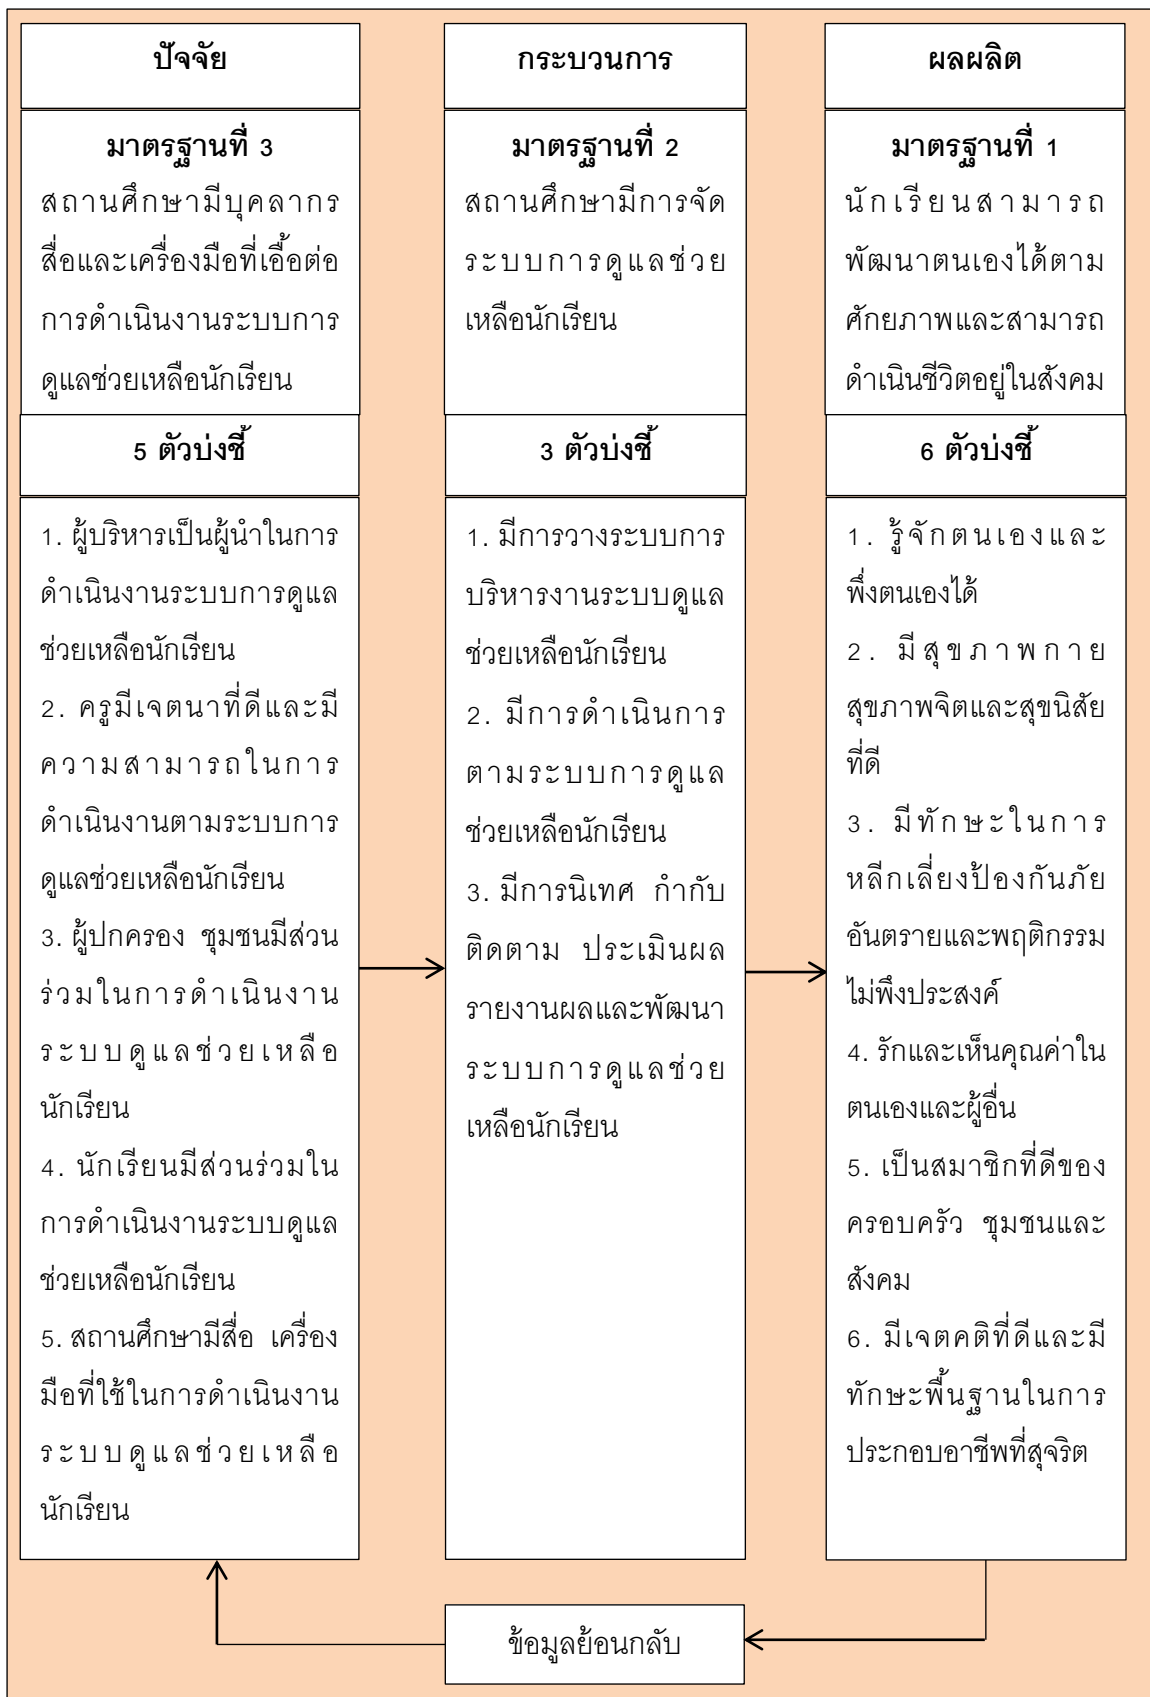 ปัจจัย
มาตรฐานที่ 3
สถานศึกษามีบุคลากร
สื่อและเครื่องมือที่เอื้อต่อ
การดำเนินงานระบบการ
ดูแลช่วยเหลือนักเรียน
5 ตัวบ่งชี้
1. ผู้บริหารเป็นผู้นำในการ
ดำเนินงานระบบการดูแล
ช่วยเหลือนักเรียน
2. ครูมีเจตนาที่ดีและมี
ความสามารถในการ
ดำเนินงานตามระบบการ
ดูแลช่วยเหลือนักเรียน
3. ผู้ปกครอง ชุมชนมีส่วน
ร่วมในการดำเนินงาน
ระบบดูแลช่วยเหลือ
นักเรียน
4. นักเรียนมีส่วนร่วมใน
การดำเนินงานระบบดูแล
ช่วยเหลือนักเรียน
5. สถานศึกษามีสื่อ เครื่อง
มือที่ใช้ในการดำเนินงาน
ระบบดูแลช่วยเหลือ
นักเรียน
กระบวนการ
มาตรฐานที่ 2
สถานศึกษามีการจัด
ระบบการดูแลช่วย
เหลือนักเรียน
3 ตัวบ่งชี้
1. มีการวางระบบการ
บริหารงานระบบดูแล
ช่วยเหลือนักเรียน
2. มีการดำเนินการ
ตามระบบการดูแล
ช่วยเหลือนักเรียน
3. มีการนิเทศ กำกับ
ติดตาม ประเมินผล
รายงานผลและพัฒนา
ระบบการดูแลช่วย
เหลือนักเรียน
ผลผลิต
มาตรฐานที่ 1
นักเรียนสามารถ
พัฒนาตนเองได้ตาม
ศักยภาพและสามารถ
ดำเนินชีวิตอยู่ในสังคม
6 ตัวบ่งชี้
1. รู้จักตนเองและ
พึ่งตนเองได้
2. มีสุขภาพกาย
สุขภาพจิตและสุขนิสัย
ที่ดี
3. มีทักษะในการ
หลีกเลี่ยงป้องกันภัย
อันตรายและพฤติกรรม
ไม่พึงประสงค์
4. รักและเห็นคุณค่าใน
ตนเองและผู้อื่น
5. เป็นสมาชิกที่ดีของ
ครอบครัว ชุมชนและ
สังคม
6. มีเจตคติที่ดีและมี
ทักษะพื้นฐานในการ
ประกอบอาชีพที่สุจริต
ข้อมูลย้อนกลับ